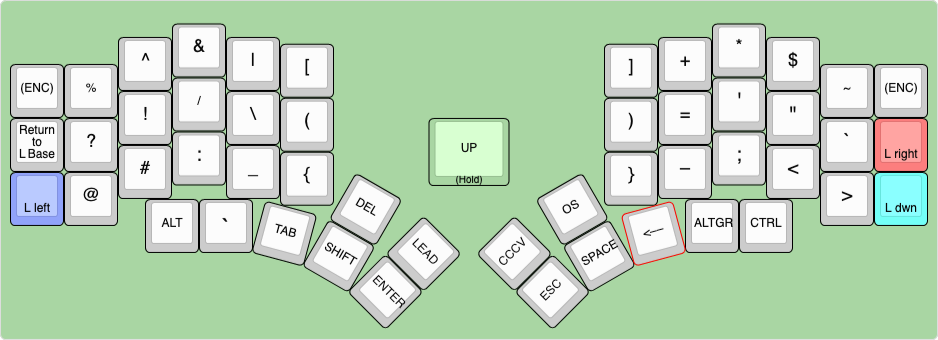 (ENC) % ^ & | [ ] + * $ ~ (ENC)
Return
to
L Base
? ! / \ ( ) = ' " ` L right
UP
(Hold)
L left @ # : _ { } – ; < > L dwn
ALT ` TAB DEL SHIFT LEAD ENTER
CCCV ESC OS SPACE <— ALTGR CTRL